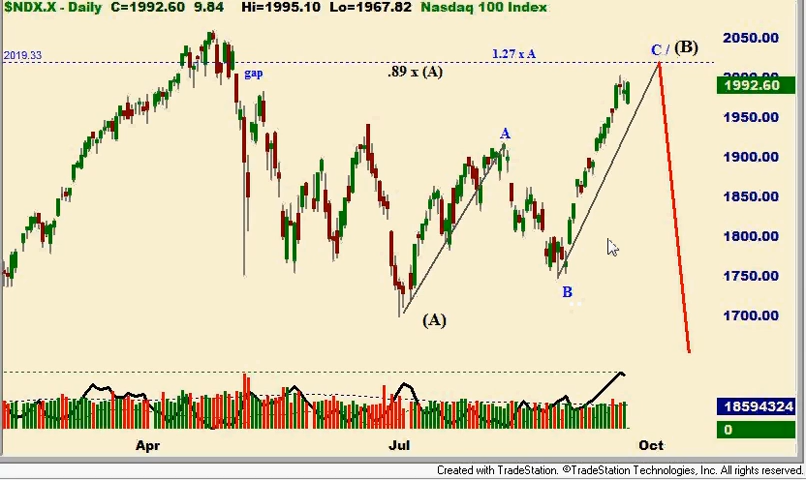 $NDX.X - Daily C=1992.60 9.84 Hi=1995.10 Lo=1967.82 Nasdaq 100 Index
2050.00
C / (B)
1.27 x A
2019.33
gap
.89 x (A)
1992.60
1950.00
A
1900.00
1850.00
1800.00
1750.00
B
(A)
1700.00
18594324
0
Apr
Jul
Oct
Created with TradeStation. ©TradeStation Technologies, Inc. All rights reserved.